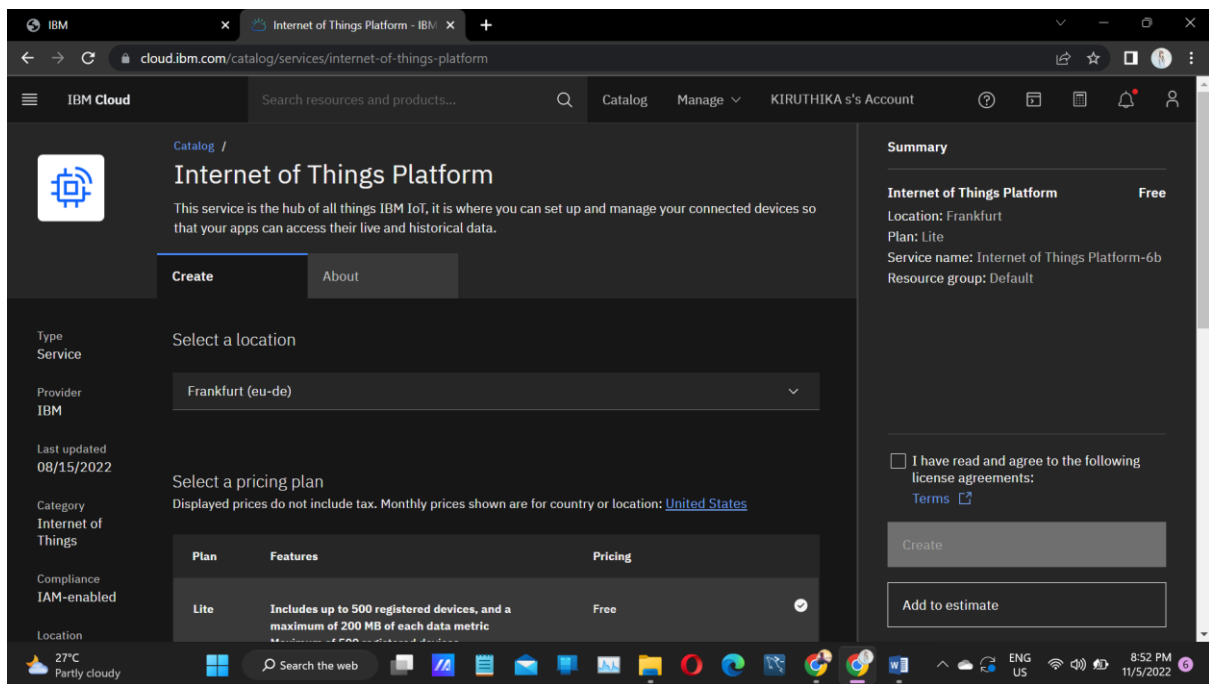 IBM
Internet of Things Platform - IBM
cloud.ibm.com/catalog/services/internet-of-things-platform
IBM Cloud
Search resources and products...
Catalog
Manage
KIRUTHIKA s's Account
Catalog /
Internet of Things Platform
This service is the hub of all things IBM IoT, it is where you can set up and manage your connected devices so
that your apps can access their live and historical data.
Create
About
Type
Service
Provider
IBM
Last updated
08/15/2022
Category
Internet of
Things
Compliance
IAM-enabled
Location
Select a location
Frankfurt (eu-de)
Select a pricing plan
Displayed prices do not include tax. Monthly prices shown are for country or location: United States
Plan Features Pricing
Lite Includes up to 500 registered devices, and a Free
maximum of 200 MB of each data metric
Maximum of 500 registered devices
Summary
Internet of Things Platform Free
Location: Frankfurt
Plan: Lite
Service name: Internet of Things Platform-6b
Resource group: Default
I have read and agree to the following
license agreements:
Terms
Create
Add to estimate
27°C
Partly cloudy
Search the web
ENG
US
8:52 PM
11/5/2022
6